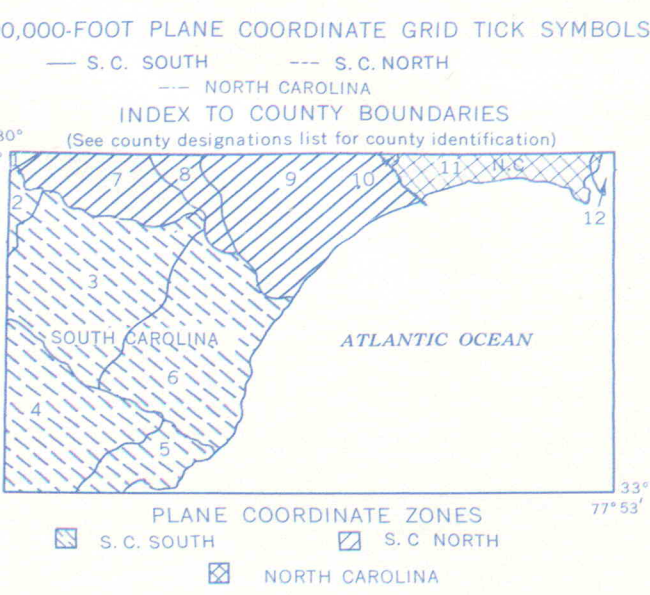 0,000-FOOT PLANE COORDINATE GRID TICK SYMBOLS
S. C. SOUTH S. C. NORTH
NORTH CAROLINA
INDEX TO COUNTY BOUNDARIES
80°
(See county designations list for county identification)
7 8 9 10 11 N.C
2 12
3
SOUTH CAROLINA ATLANTIC OCEAN
6
4
5
33°
77°53'
PLANE COORDINATE ZONES
S. C. SOUTH S. C NORTH
NORTH CAROLINA